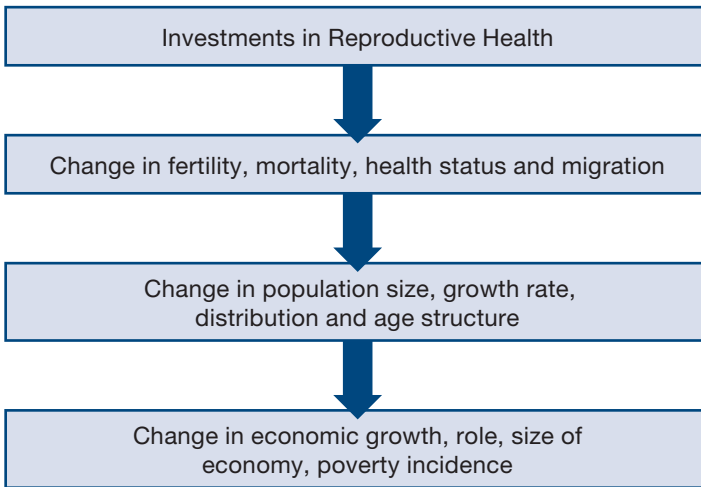 Investments in Reproductive Health
Change in fertility, mortality, health status and migration
Change in population size, growth rate,
distribution and age structure
Change in economic growth, role, size of
economy, poverty incidence